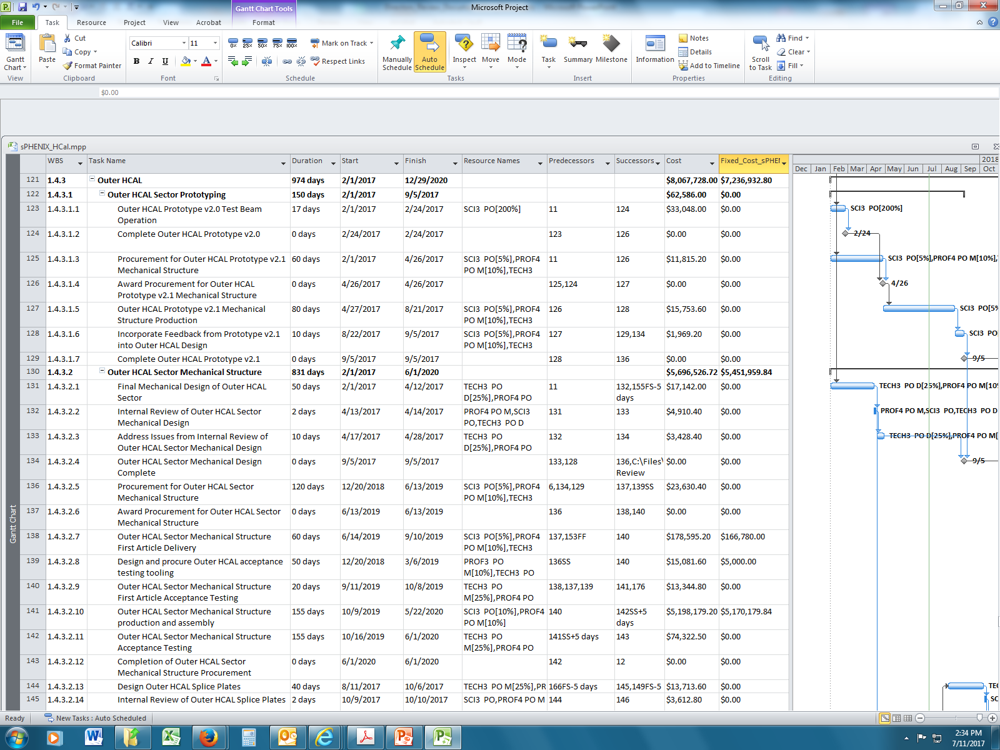 Gantt Chart Tools
Microsoft Project
File Task Resource Project View Acrobat Format
Gantt Chart
View
Paste
Cut
Copy
Format Painter
Clipboard
Calibri 11
B I U A
Font
0% 25% 50% 75% 100%
Mark on Track
Respect Links
Schedule
Manually Schedule
Auto Schedule
Inspect Move Mode
Tasks
Task Summary Milestone
Insert
Information
Notes
Details
Add to Timeline
Properties
Scroll to Task
Find
Clear
Fill
Editing
$0.00
sPHENIX_HCal.mpp
WBS Task Name Duration Start Finish Resource Names Predecessors Successors Cost Fixed_Cost_sPHEN
2018
Dec Jan Feb Mar Apr May Jun Jul Aug Sep Oct
121 1.4.3 Outer HCAL 974 days 2/1/2017 12/29/2020 $8,067,728.00 $7,236,932.80
122 1.4.3.1 Outer HCAL Sector Prototyping 150 days 2/1/2017 9/5/2017 $62,586.00 $0.00
123 1.4.3.1.1 Outer HCAL Prototype v2.0 Test Beam 17 days 2/1/2017 2/24/2017 SCI3 PO[200%] 11 124 $33,048.00 $0.00 SCI3 PO[200%]
Operation
124 1.4.3.1.2 Complete Outer HCAL Prototype v2.0 0 days 2/24/2017 2/24/2017 123 126 $0.00 $0.00 2/24
125 1.4.3.1.3 Procurement for Outer HCAL Prototype v2.1 60 days 2/1/2017 4/26/2017 SCI3 PO[5%],PROF4 11 126 $11,815.20 $0.00 SCI3 PO[5%],PROF4 PO M[10%],
Mechanical Structure PO M[10%],TECH3
126 1.4.3.1.4 Award Procurement for Outer HCAL 0 days 4/26/2017 4/26/2017 125,124 127 $0.00 $0.00 4/26
Prototype v2.1 Mechanical Structure
127 1.4.3.1.5 Outer HCAL Prototype v2.1 Mechanical 80 days 4/27/2017 8/21/2017 SCI3 PO[5%],PROF4 126 128 $15,753.60 $0.00 SCI3 PO[5%
Structure Production PO M[10%],TECH3
128 1.4.3.1.6 Incorporate Feedback from Prototype v2.1 10 days 8/22/2017 9/5/2017 SCI3 PO[5%],PROF4 127 129,134 $1,969.20 $0.00 SCI3 PO
into Outer HCAL Design PO M[10%],TECH3
129 1.4.3.1.7 Complete Outer HCAL Prototype v2.1 0 days 9/5/2017 9/5/2017 128 136 $0.00 $0.00 9/5
130 1.4.3.2 Outer HCAL Sector Mechanical Structure 831 days 2/1/2017 6/1/2020 $5,696,526.72 $5,451,959.84
131 1.4.3.2.1 Final Mechanical Design of Outer HCAL 50 days 2/1/2017 4/12/2017 TECH3 PO 11 132,155FS-5 $17,142.00 $0.00 TECH3 PO D[25%],PROF4 PO M[10%
Sector D[25%],PROF4 PO days
132 1.4.3.2.2 Internal Review of Outer HCAL Sector 2 days 4/13/2017 4/14/2017 PROF4 PO M,SCI3 131 133 $4,910.40 $0.00 PROF4 PO M,SCI3 PO,TECH3 PO D
Mechanical Design PO,TECH3 PO D
133 1.4.3.2.3 Address Issues from Internal Review of 10 days 4/17/2017 4/28/2017 TECH3 PO 132 134 $3,428.40 $0.00 TECH3 PO D[25%],PROF4 PO M[
Outer HCAL Sector Mechanical Design D[25%],PROF4 PO
134 1.4.3.2.4 Outer HCAL Sector Mechanical Design 0 days 9/5/2017 9/5/2017 133,128 136,C:\Files\ $0.00 $0.00 9/5
Complete Review
136 1.4.3.2.5 Procurement for Outer HCAL Sector 120 days 12/20/2018 6/13/2019 SCI3 PO[5%],PROF4 6,134,129 137,139SS $23,630.40 $0.00
Mechanical Structure PO M[10%],TECH3
137 1.4.3.2.6 Award Procurement for Outer HCAL Sector 0 days 6/13/2019 6/13/2019 136 138,140 $0.00 $0.00
Mechanical Structure
138 1.4.3.2.7 Outer HCAL Sector Mechanical Structure 60 days 6/14/2019 9/10/2019 SCI3 PO[5%],PROF4 137,153FF 140 $178,595.20 $166,780.00
First Article Delivery PO M[10%],TECH3
139 1.4.3.2.8 Design and procure Outer HCAL acceptance 50 days 12/20/2018 3/6/2019 PROF3 PO 136SS 140 $15,081.60 $5,000.00
testing tooling M[10%],TECH3 PO
140 1.4.3.2.9 Outer HCAL Sector Mechanical Structure 20 days 9/11/2019 10/8/2019 TECH3 PO 138,137,139 141,176 $13,344.80 $0.00
First Article Acceptance Testing M[25%],PROF4 PO
141 1.4.3.2.10 Outer HCAL Sector Mechanical Structure 155 days 10/9/2019 5/22/2020 SCI3 PO[10%],PROF4 140 142SS+5 $5,198,179.20 $5,170,179.84
production and assembly PO M[10%] days
142 1.4.3.2.11 Outer HCAL Sector Mechanical Structure 155 days 10/16/2019 6/1/2020 TECH3 PO 141SS+5 days 143 $74,322.50 $0.00
Acceptance Testing M[25%],PROF4 PO
143 1.4.3.2.12 Completion of Outer HCAL Sector 0 days 6/1/2020 6/1/2020 142 12 $0.00 $0.00
Mechanical Structure Procurement
144 1.4.3.2.13 Design Outer HCAL Splice Plates 40 days 8/11/2017 10/6/2017 TECH3 PO M[25%],PR 166FS-5 days 145,149FS-5 $13,713.60 $0.00 TEC
145 1.4.3.2.14 Internal Review of Outer HCAL Splice Plates 2 days 10/9/2017 10/10/2017 SCI3 PO,PROF4 PO M 144 146 $3,612.80 $0.00 SC
Gantt Chart
Ready New Tasks : Auto Scheduled
2:34 PM
7/11/2017